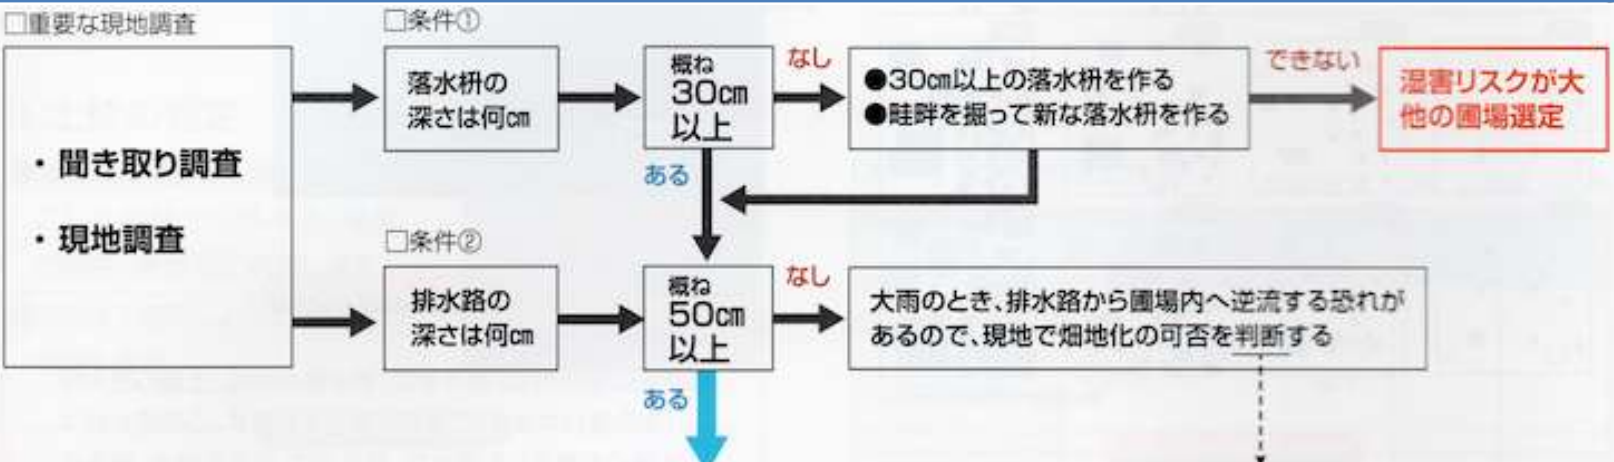 □重要な現地調査
・聞き取り調査
・現地調査
□条件①
落水枡の
深さは何㎝
概ね
30㎝
以上
なし
●30㎝以上の落水枡を作る
●畦畔を掘って新な落水枡を作る
できない
湿害リスクが大
他の圃場選定
ある
□条件②
排水路の
深さは何㎝
概ね
50㎝
以上
なし
大雨のとき、排水路から圃場内へ逆流する恐れが
あるので、現地で畑地化の可否を判断する
ある